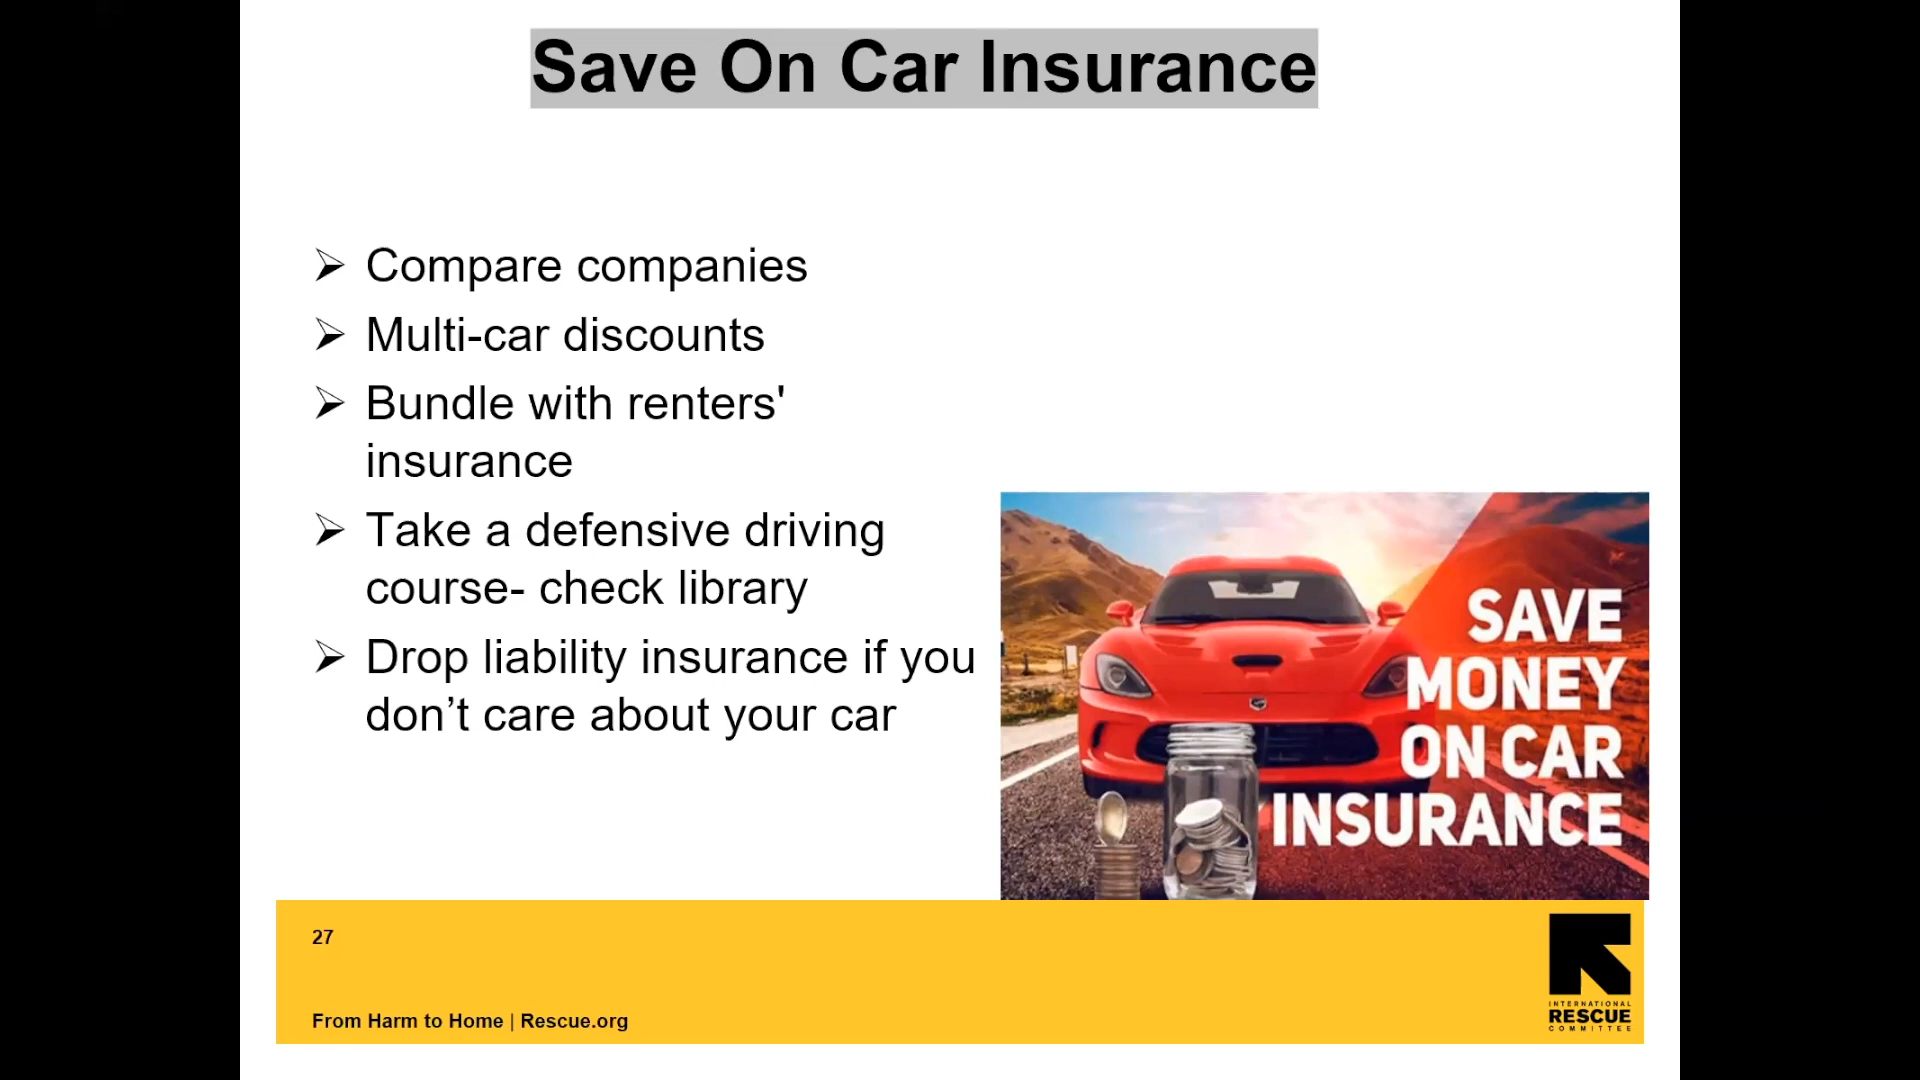 Save On Car Insurance
➢ Compare companies
➢ Multi-car discounts
➢ Bundle with renters'
insurance
➢ Take a defensive driving
course- check library
➢ Drop liability insurance if you
don’t care about your car
SAVE
MONEY
ON CAR
INSURANCE
27
From Harm to Home | Rescue.org
INTERNATIONAL
RESCUE
COMMITTEE